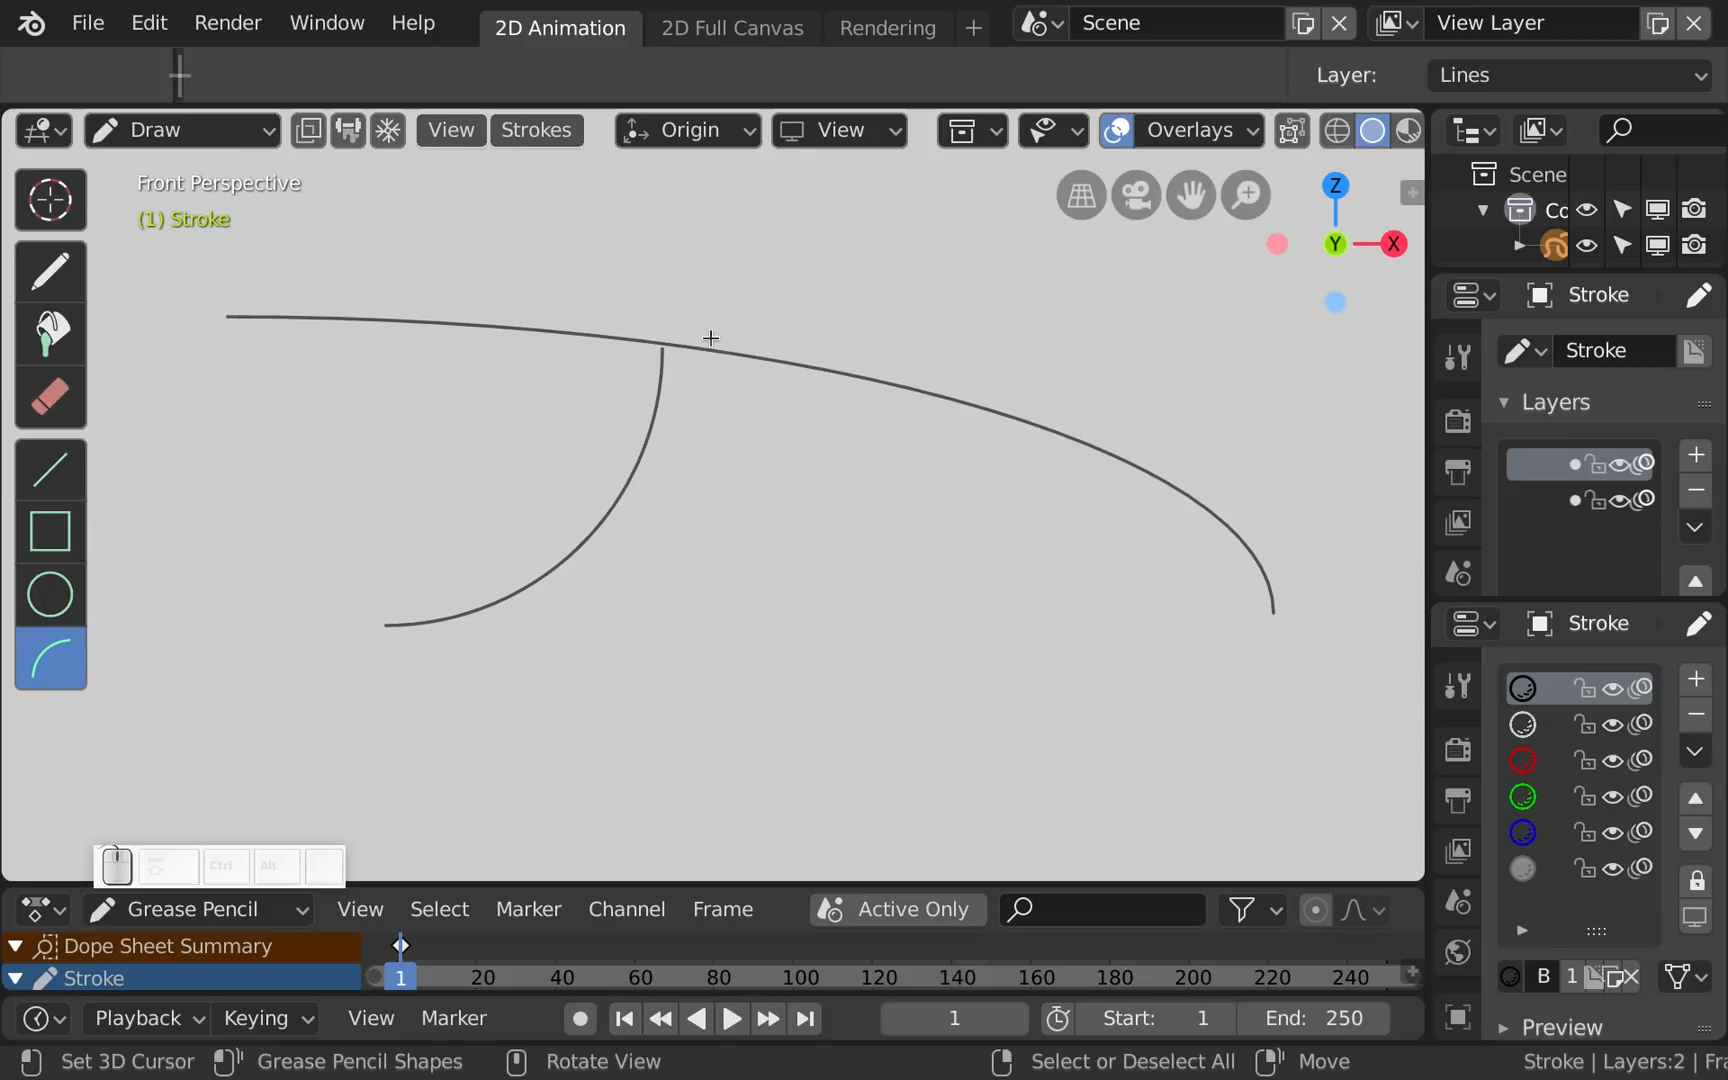 File Edit Render Window Help 2D Animation 2D Full Canvas Rendering + Scene View Layer
Layer: Lines
Draw View Strokes Origin View Overlays
Front Perspective
(1) Stroke
Z
Y X
Scene
Co
Stroke
Stroke
Layers
Stroke
B 1
Preview
Ctrl Alt
Grease Pencil View Select Marker Channel Frame Active Only
Dope Sheet Summary
Stroke 1 20 40 60 80 100 120 140 160 180 200 220 240
Playback Keying View Marker 1 Start: 1 End: 250
Set 3D Cursor Grease Pencil Shapes Rotate View Select or Deselect All Move Stroke | Layers:2 | Fr